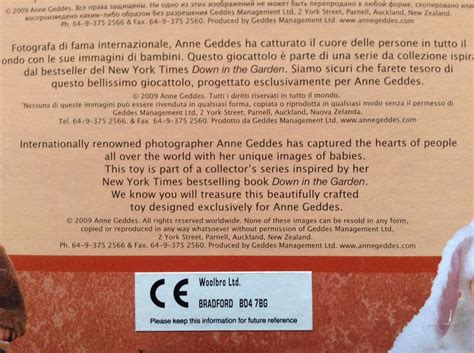 © 2009 Anne Geddes. Все права защищены. Ни одно из этих изображений не может быть перепродано в любой форме, скопировано,
воспроизведено каким-либо образом без разрешения Geddes Management Ltd, 2 York Street, Parnell, Auckland, New Zealand.
Ph. 64-9-375 2566 & Fax. 64-9-375 2560. Produced by Geddes Management Ltd. www.annegeddes.com
Fotografa di fama internazionale, Anne Geddes ha catturato il cuore delle persone in tutto il
ondo con le sue immagini di bambini. Questo giocattolo è parte di una serie da collezione ispira
dal bestseller del New York Times Down in the Garden. Siamo sicuri che farete tesoro di
questo bellissimo giocattolo, progettato esclusivamente per Anne Geddes.
© 2009 Anne Geddes. Tutti i diritti riservati in tutto il mondo.
"Nessuna di queste immagini può essere rivenduta in qualsiasi forma, copiata o riprodotta in qualsiasi modo senza il permesso di
Geddes Management Ltd, 2 York Street, Parnell, Auckland, Nuova Zelanda.
Tel. 64-9-375 2566 & Fax. 64-9-375 2560. Prodotto da Geddes Management Ltd. www.annegeddes.com
Internationally renowned photographer Anne Geddes has captured the hearts of people
all over the world with her unique images of babies.
This toy is part of a collector's series inspired by her
New York Times bestselling book Down in the Garden.
We know you will treasure this beautifully crafted
toy designed exclusively for Anne Geddes.
© 2009 Anne Geddes. All rights reserved worldwide. None of these images can be resold in any form,
copied or reproduced in any way whatsoever without permission of Geddes Management Ltd,
2 York Street, Parnell, Auckland, New Zealand.
Ph. 64-9-375 2566 & Fax. 64-9-375 2560. Produced by Geddes Management Ltd. www.annegeddes.com
CE
Woolbro Ltd.
BRADFORD BD4 7BG
Please keep this information for future reference